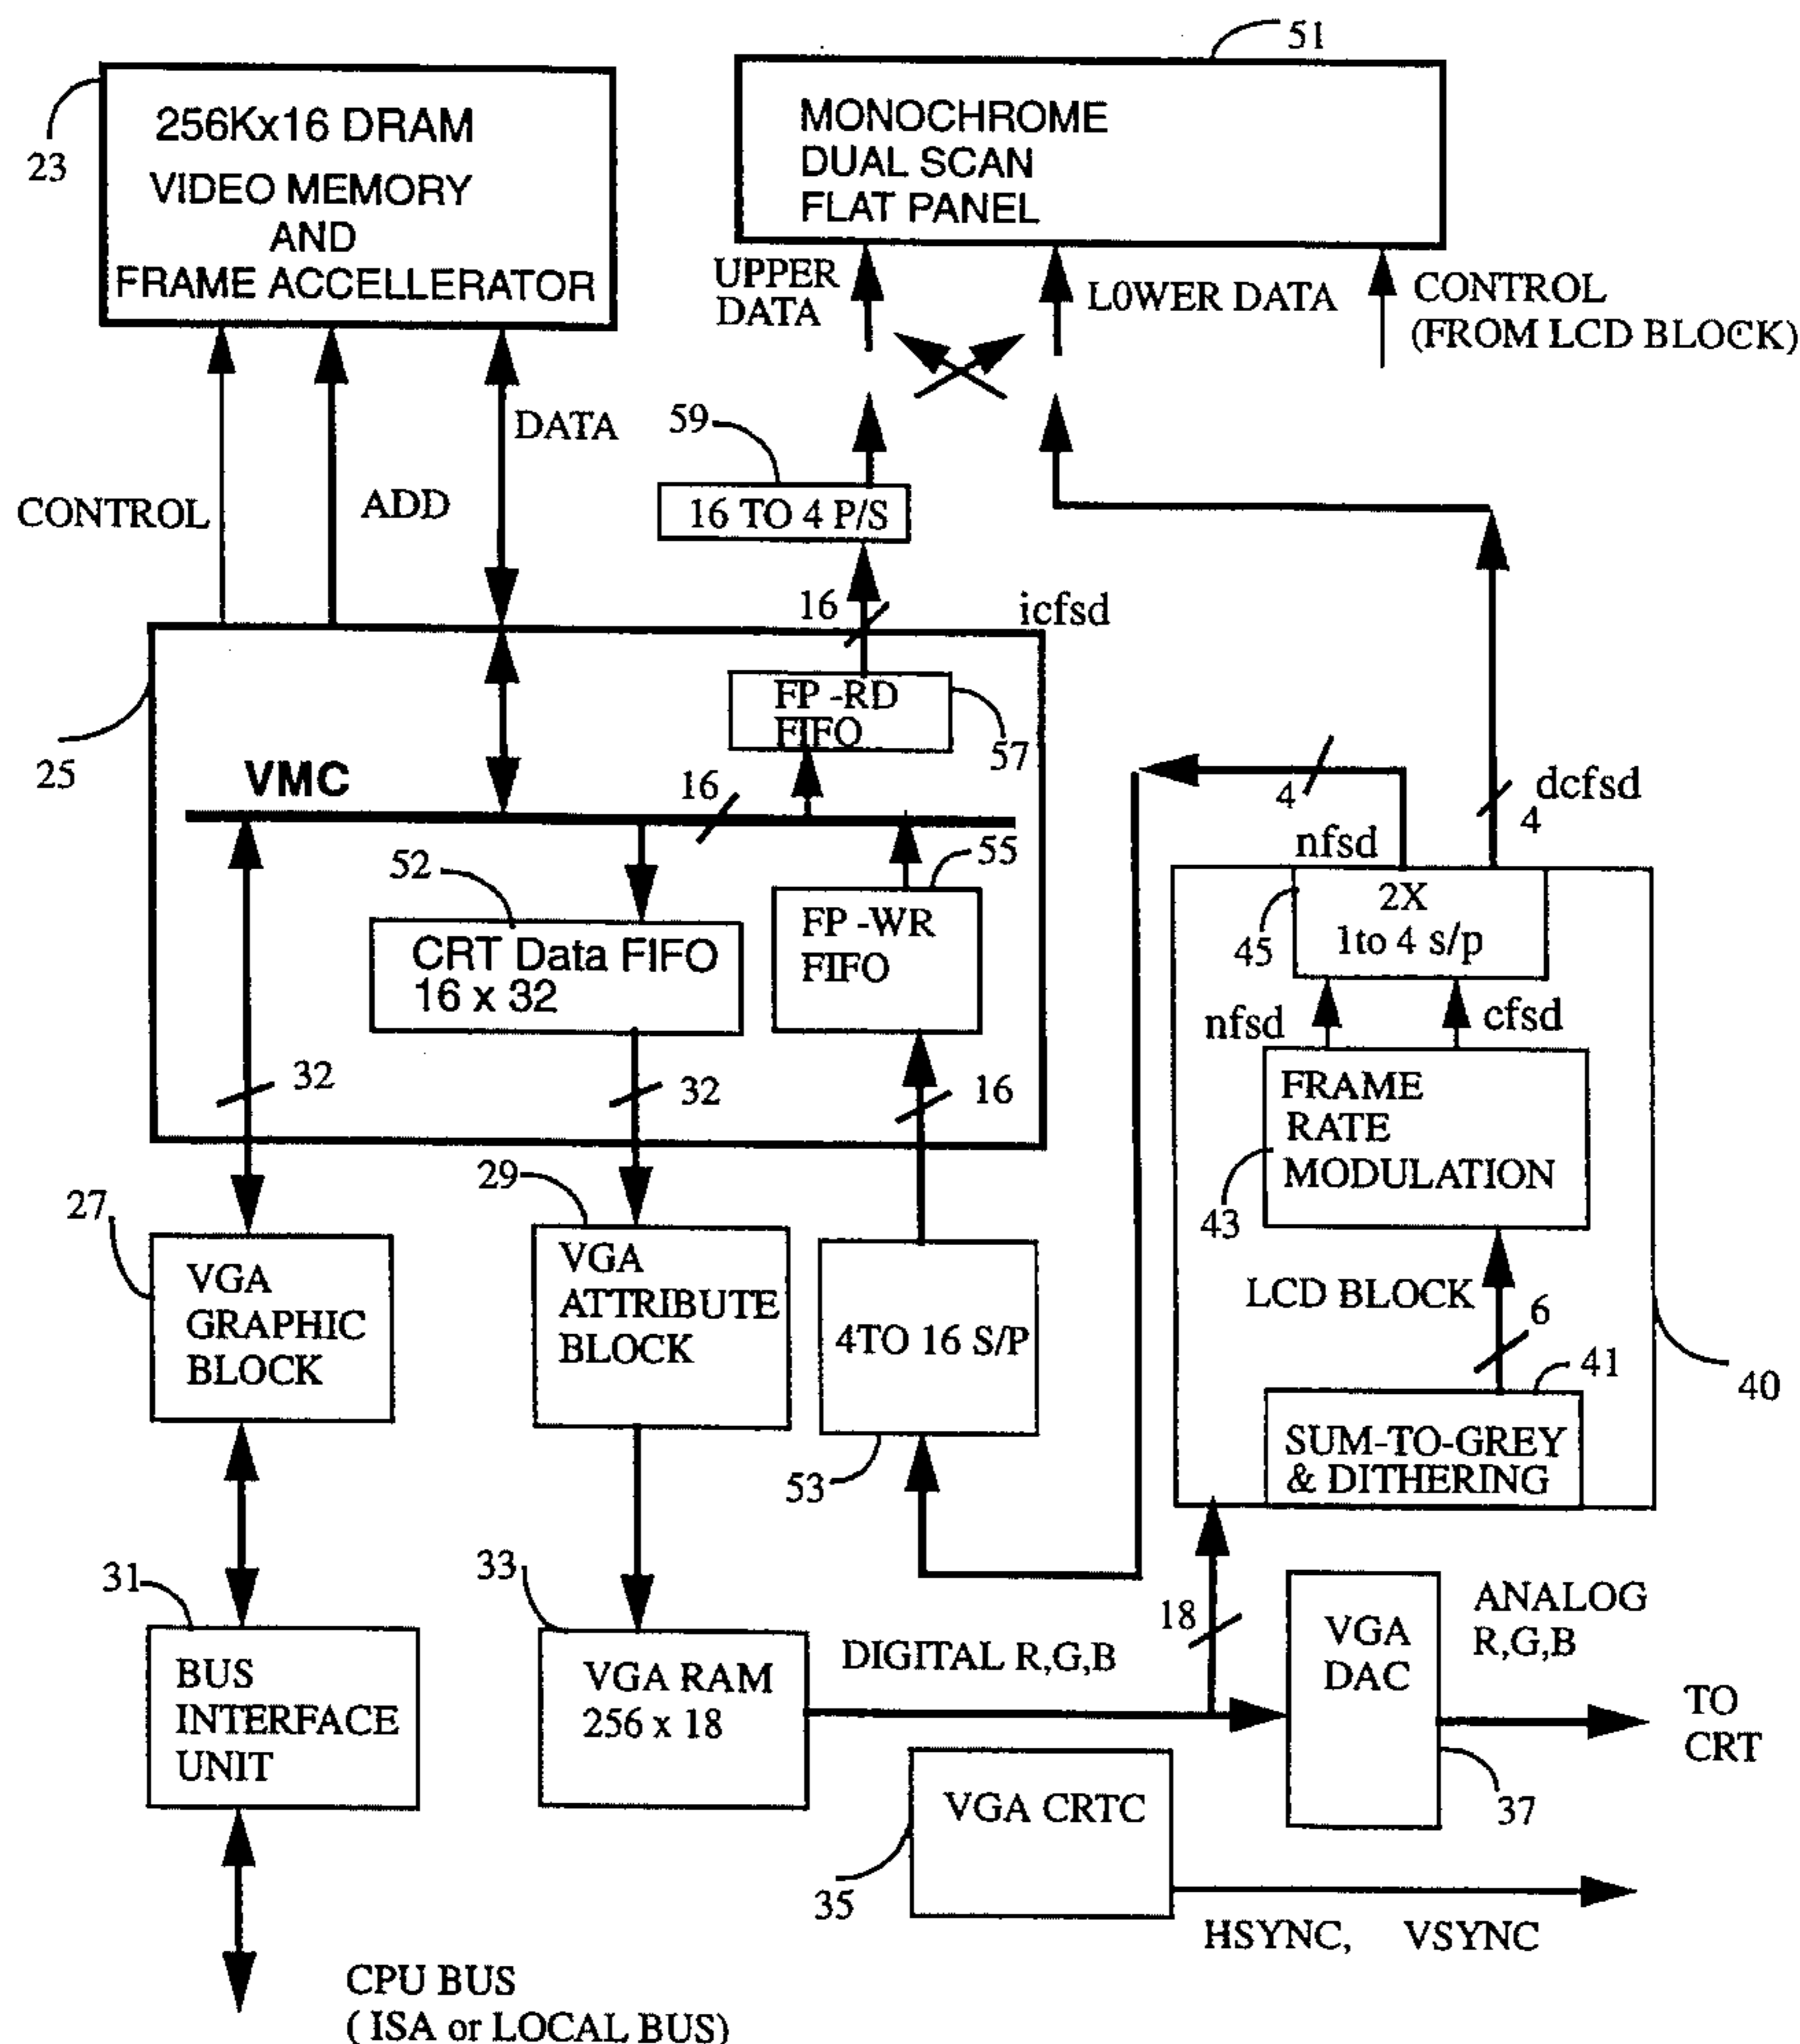 51
256Kx16 DRAM
VIDEO MEMORY
AND
FRAME ACCELLERATOR
23
MONOCHROME
DUAL SCAN
FLAT PANEL
UPPER
DATA
L0WER DATA
CONTROL
(FROM LCD BLOCK)
CONTROL
ADD
DATA
59
16 TO 4 P/S
16
icfsd
25
VMC
FP -RD
FIFO
57
16
52
CRT Data FIFO
16 x 32
55
FP -WR
FIFO
32
32
16
4
nfsd
4
dcfsd
45
2X
1to 4 s/p
nfsd
cfsd
FRAME
RATE
MODULATION
43
LCD BLOCK
6
41
40
SUM-TO-GREY
& DITHERING
27
VGA
GRAPHIC
BLOCK
29
VGA
ATTRIBUTE
BLOCK
4TO 16 S/P
53
31
BUS
INTERFACE
UNIT
33
VGA RAM
256 x 18
DIGITAL R,G,B
18
VGA
DAC
37
ANALOG
R,G,B
TO
CRT
VGA CRTC
35
HSYNC, VSYNC
CPU BUS
( ISA or LOCAL BUS)